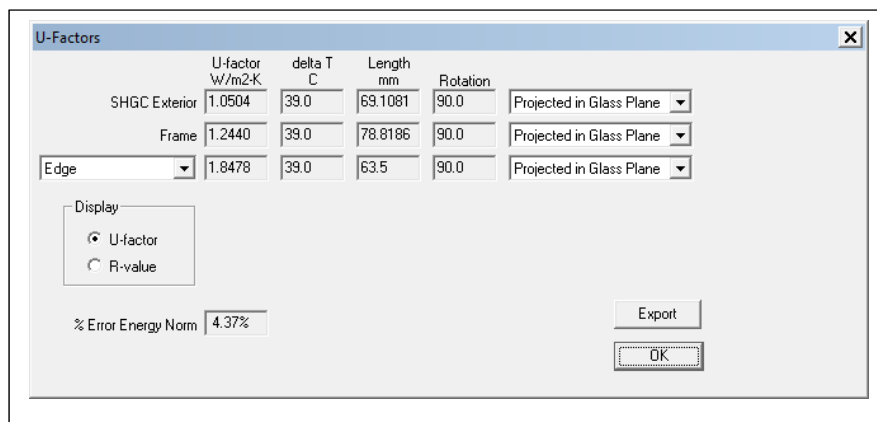 U-Factors
U-factor delta T Length
W/m2-K C mm Rotation
SHGC Exterior 1.0504 39.0 69.1081 90.0 Projected in Glass Plane
Frame 1.2440 39.0 78.8186 90.0 Projected in Glass Plane
Edge 1.8478 39.0 63.5 90.0 Projected in Glass Plane
Display
U-factor
R-value
% Error Energy Norm 4.37%
Export
OK